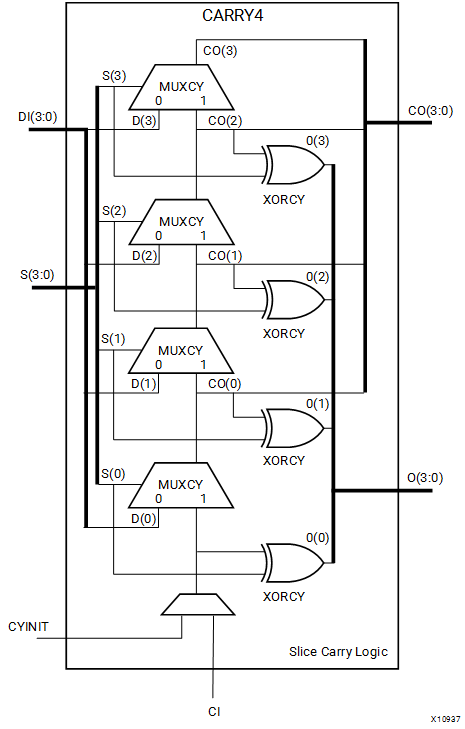 CARRY4
CO(3)
S(3)
MUXCY
0 1
DI(3:0)
D(3)
CO(2)
CO(3:0)
0(3)
XORCY
S(2)
MUXCY
0 1
D(2)
CO(1)
S(3:0)
0(2)
XORCY
S(1)
MUXCY
0 1
D(1)
CO(0)
0(1)
XORCY
S(0)
MUXCY
0 1
O(3:0)
D(0)
0(0)
XORCY
CYINIT
Slice Carry Logic
CI
X10937